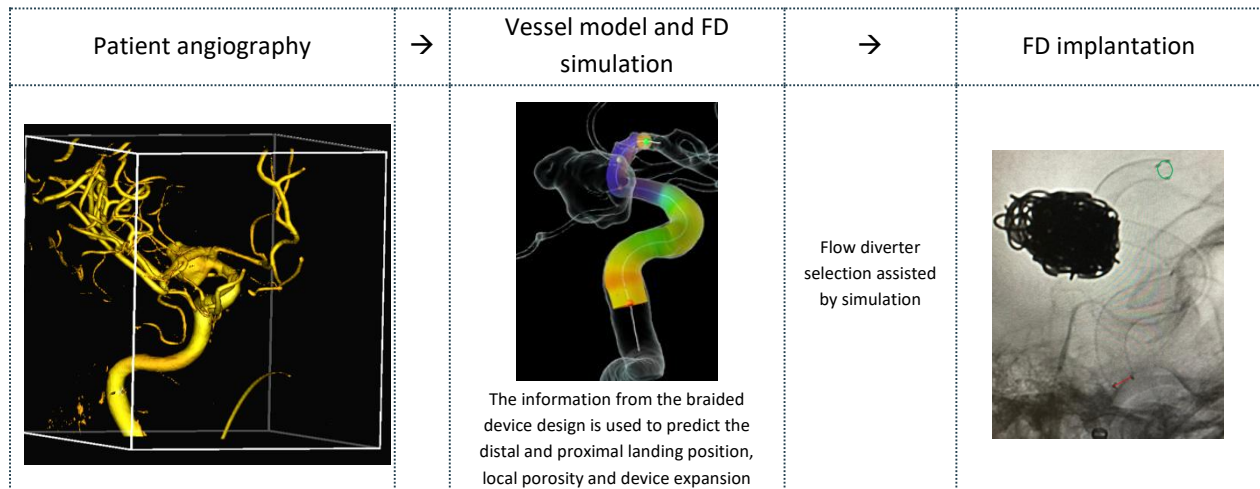 Patient angiography
→
Vessel model and FD
simulation
→
FD implantation
The information from the braided
device design is used to predict the
distal and proximal landing position,
local porosity and device expansion
Flow diverter
selection assisted
by simulation